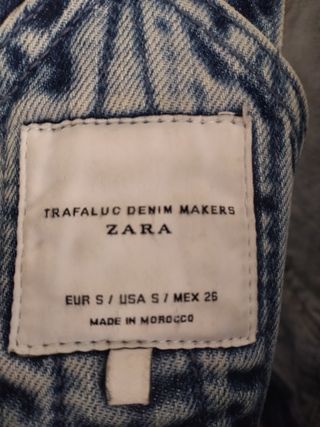 TRAFALUC DENIM MAKERS
ZARA
EUR S / USA S / MEX 26
MADE IN MOROCCO